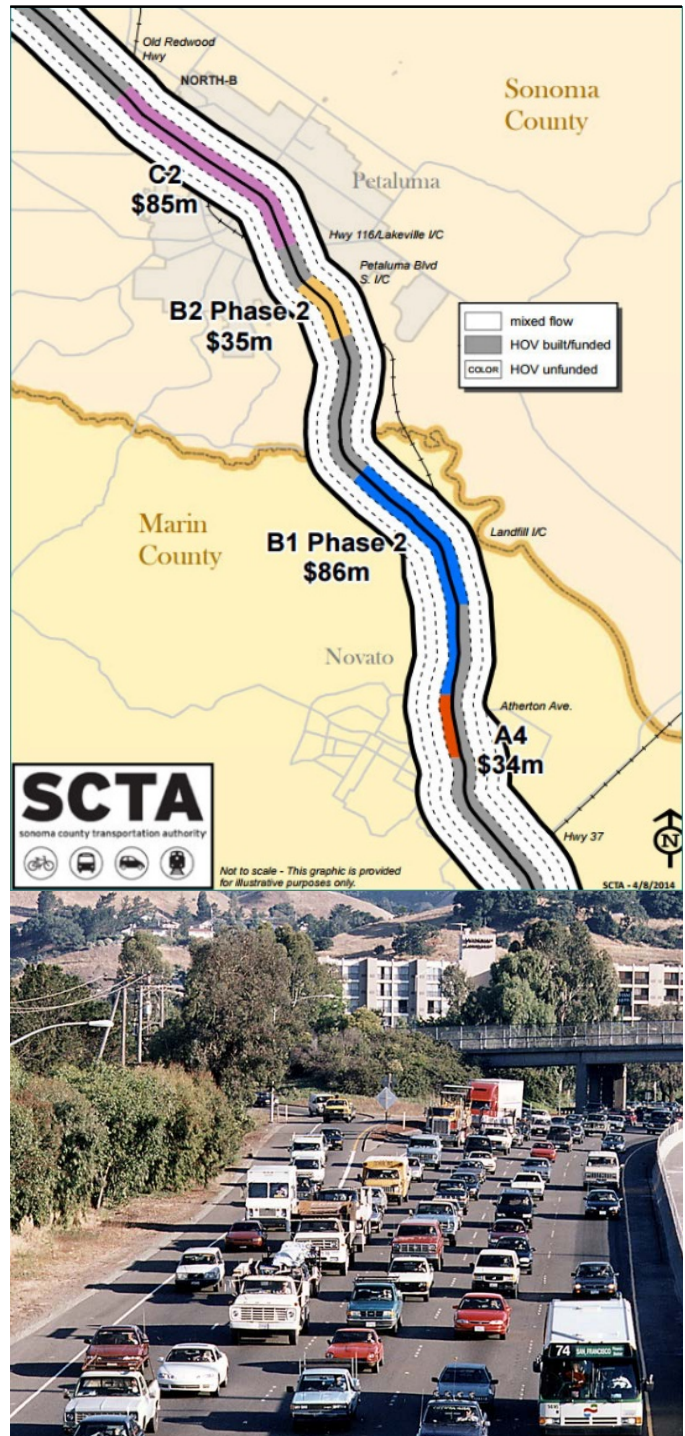 Old Redwood
Hwy
NORTH-B
Sonoma
County
C2
$85m
Petaluma
Hwy 116/Lakeville I/C
Petaluma Blvd
S. I/C
B2 Phase 2
$35m
mixed flow
HOV built/funded
COLOR HOV unfunded
Marin
County
B1 Phase 2
$86m
Landfill I/C
Novato
Atherton Ave.
A4
$34m
SCTA
sonoma county transportation authority
Hwy 37
N
Not to scale - This graphic is provided
for illustrative purposes only.
SCTA - 4/8/2014
74 SAN FRANCISCO